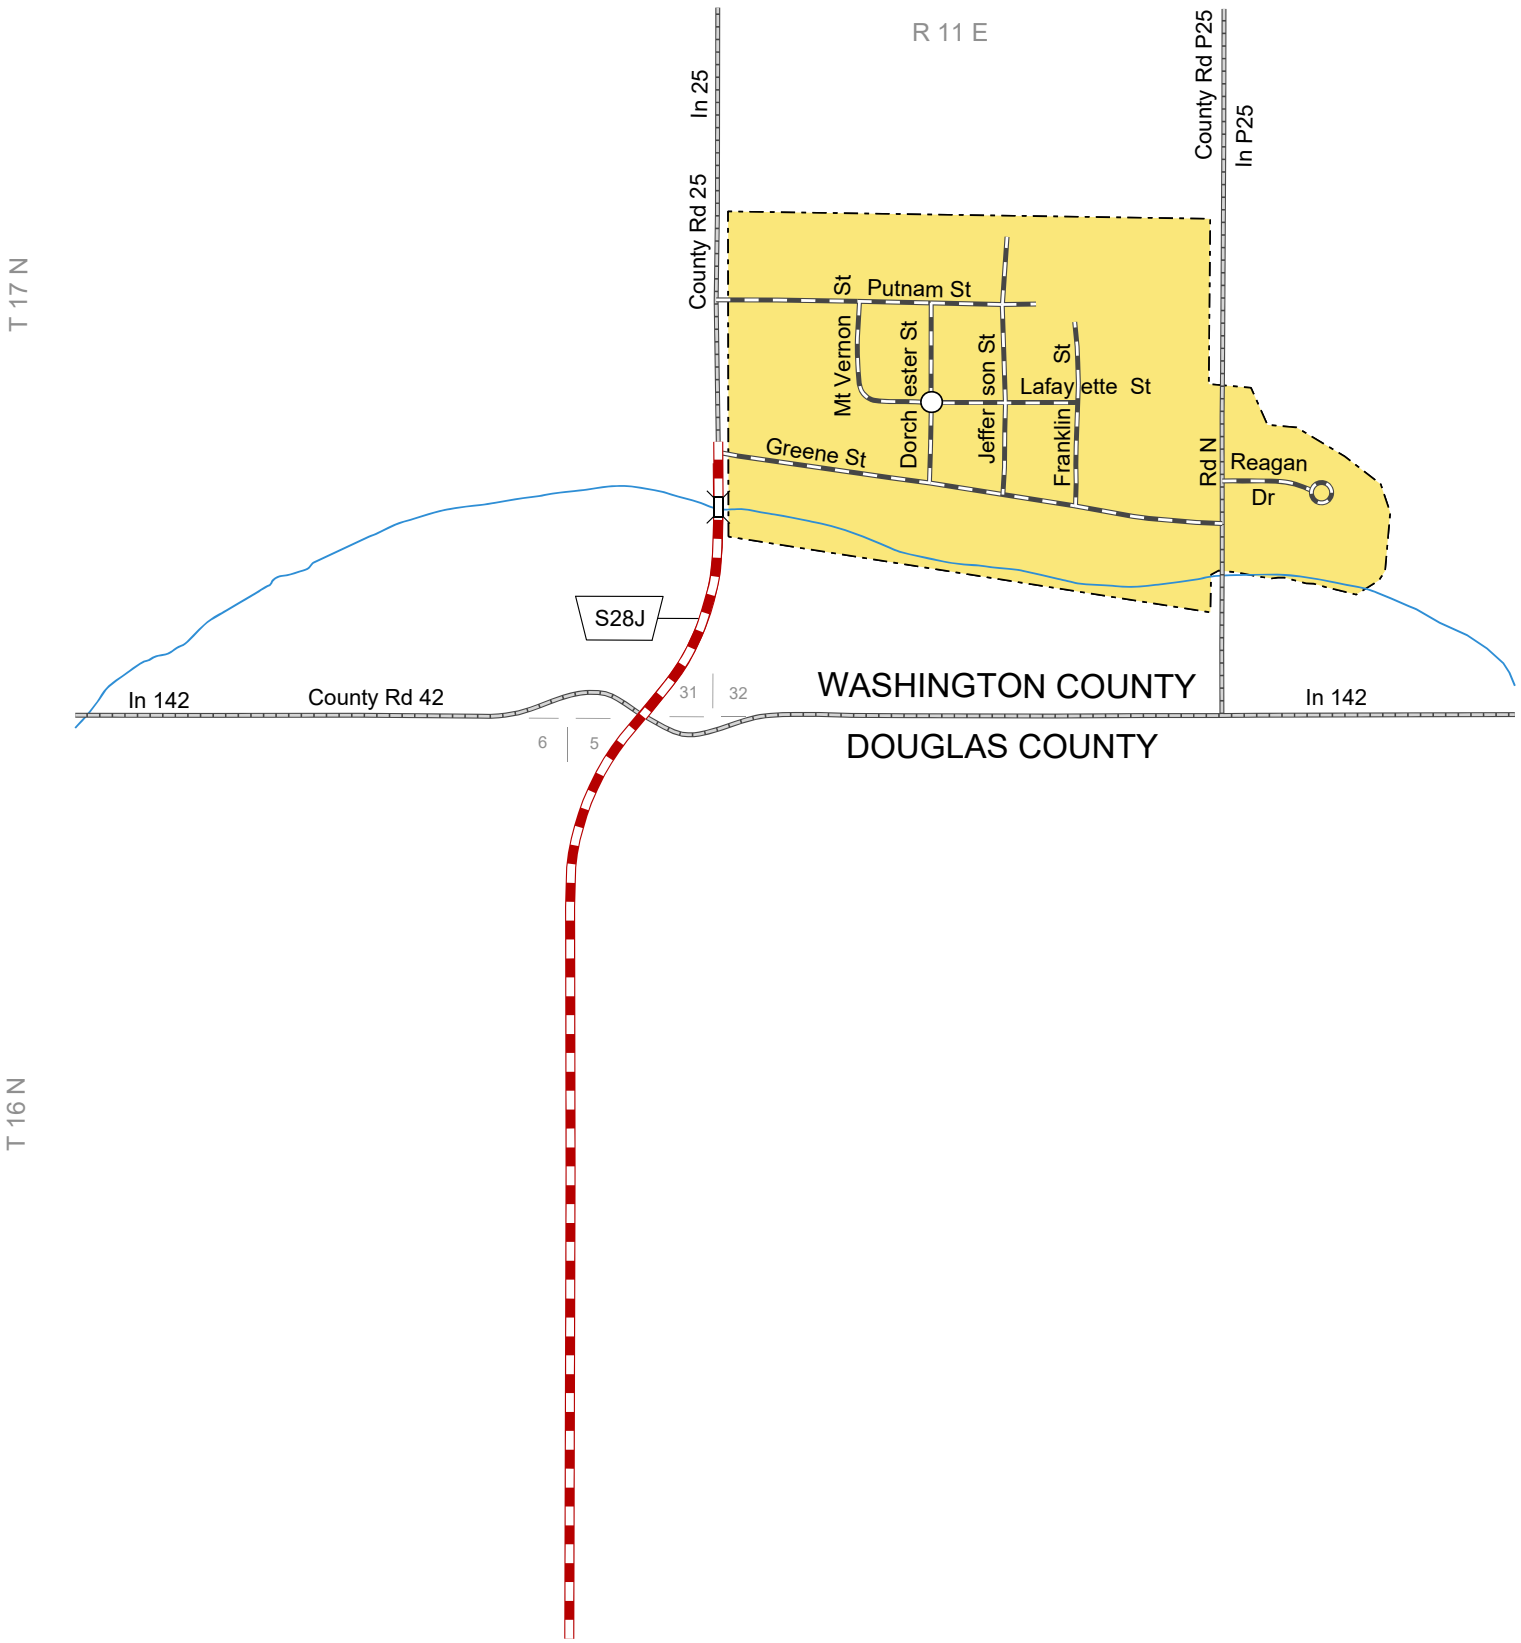 R 11 E
County Rd P25
In 25
In P25
County Rd 25
T 17 N
St
Putnam St
Mt Vernon
Dorchester St
Jefferson St
St
Lafayette St
Franklin
Greene St
Rd N
Reagan
Dr
S28J
31
32
WASHINGTON COUNTY
In 142
County Rd 42
In 142
6
5
DOUGLAS COUNTY
T 16 N